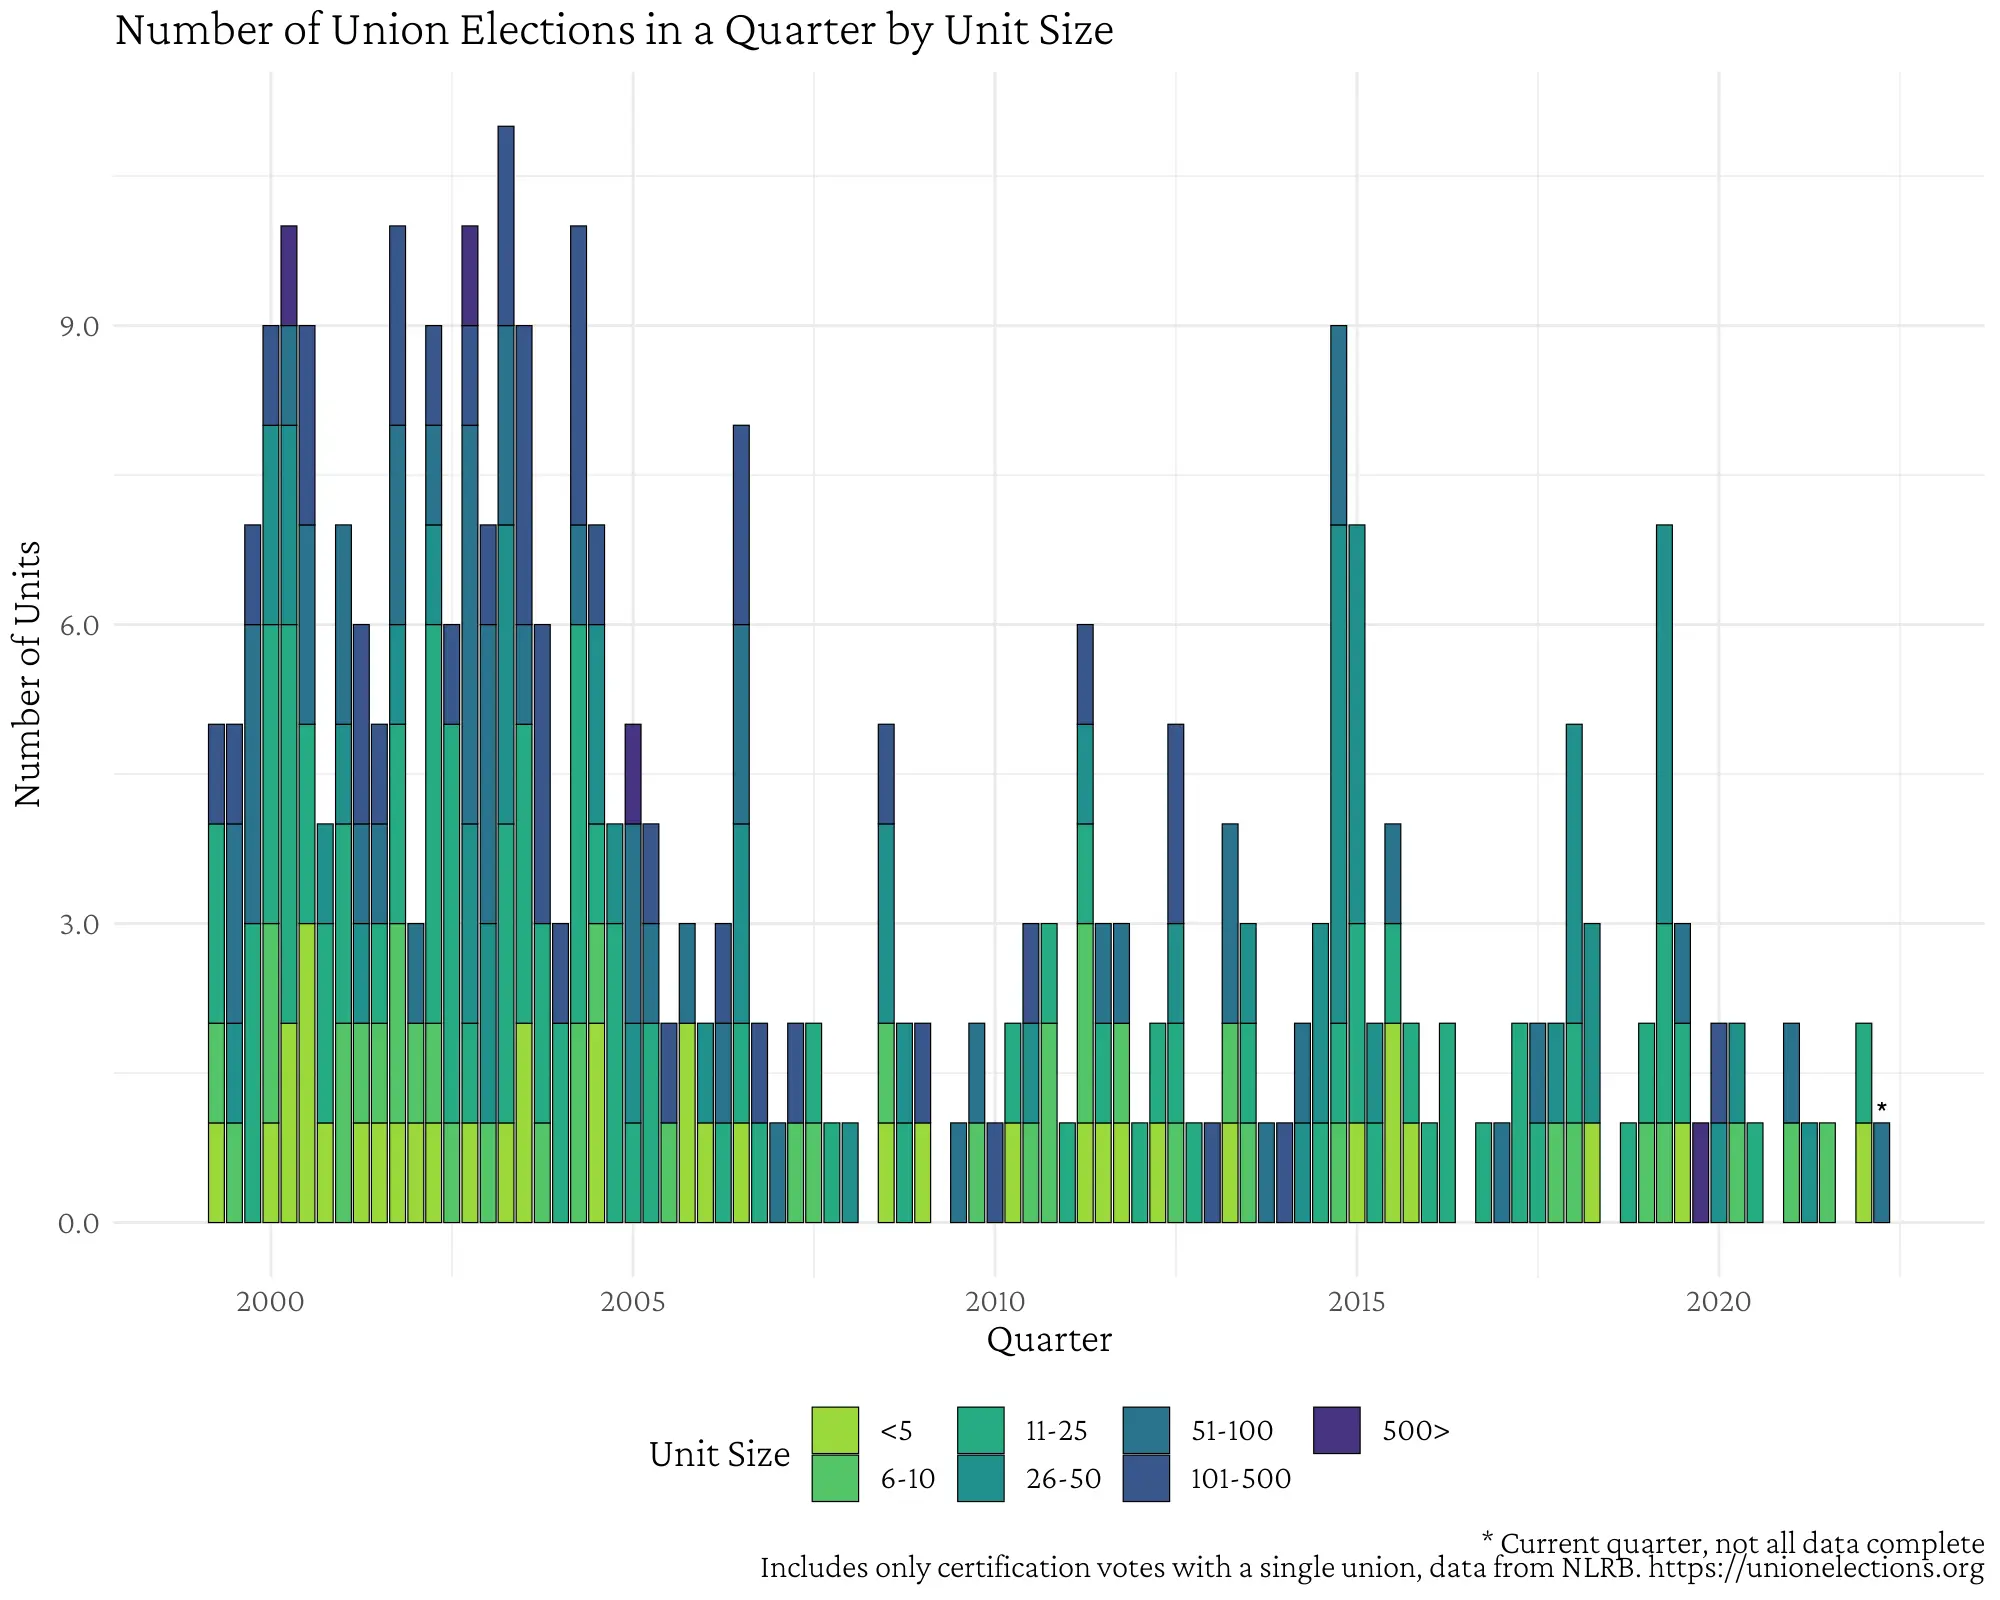 Number of Union Elections in a Quarter by Unit Size
Number of Units
9.0
6.0
3.0
0.0
*
2000 2005 2010 2015 2020
Quarter
Unit Size
<5 11-25 51-100 500>
6-10 26-50 101-500
* Current quarter, not all data complete
Includes only certification votes with a single union, data from NLRB. https://unionelections.org